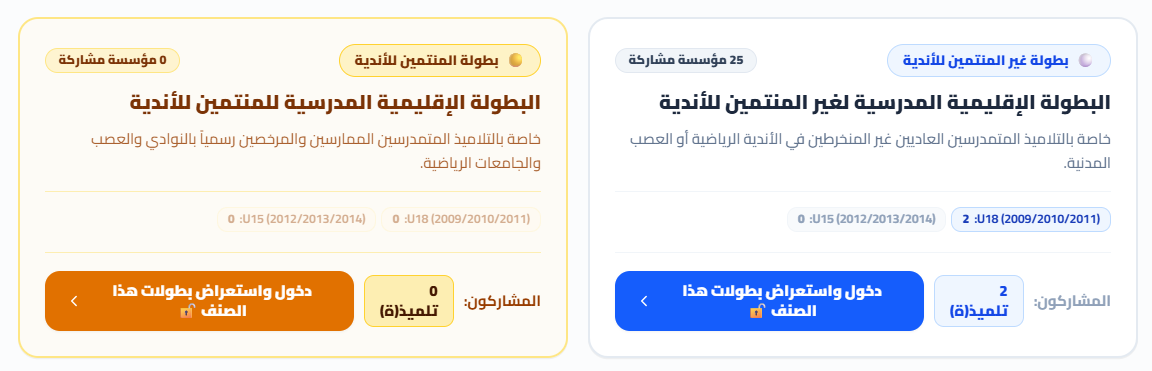 بطولة غير المنتمين للأندية
25 مؤسسة مشاركة
البطولة الإقليمية المدرسية لغير المنتمين للأندية
خاصة بالتلاميذ المتمدرسين العاديين غير المنخرطين في الأندية الرياضية أو العصب
المدنية.
U18 (2009/2010/2011): 2
U15 (2012/2013/2014): 0
المشاركون:
2
تلميذ(ة)
دخول واستعراض بطولات هذا
الصنف 🔓
بطولة المنتمين للأندية
0 مؤسسة مشاركة
البطولة الإقليمية المدرسية للمنتمين للأندية
خاصة بالتلاميذ المتمدرسين الممارسين والمرخصين رسمياً بالنوادي والعصب
والجامعات الرياضية.
U18 (2009/2010/2011): 0
U15 (2012/2013/2014): 0
المشاركون:
0
تلميذ(ة)
دخول واستعراض بطولات هذا
الصنف 🔓